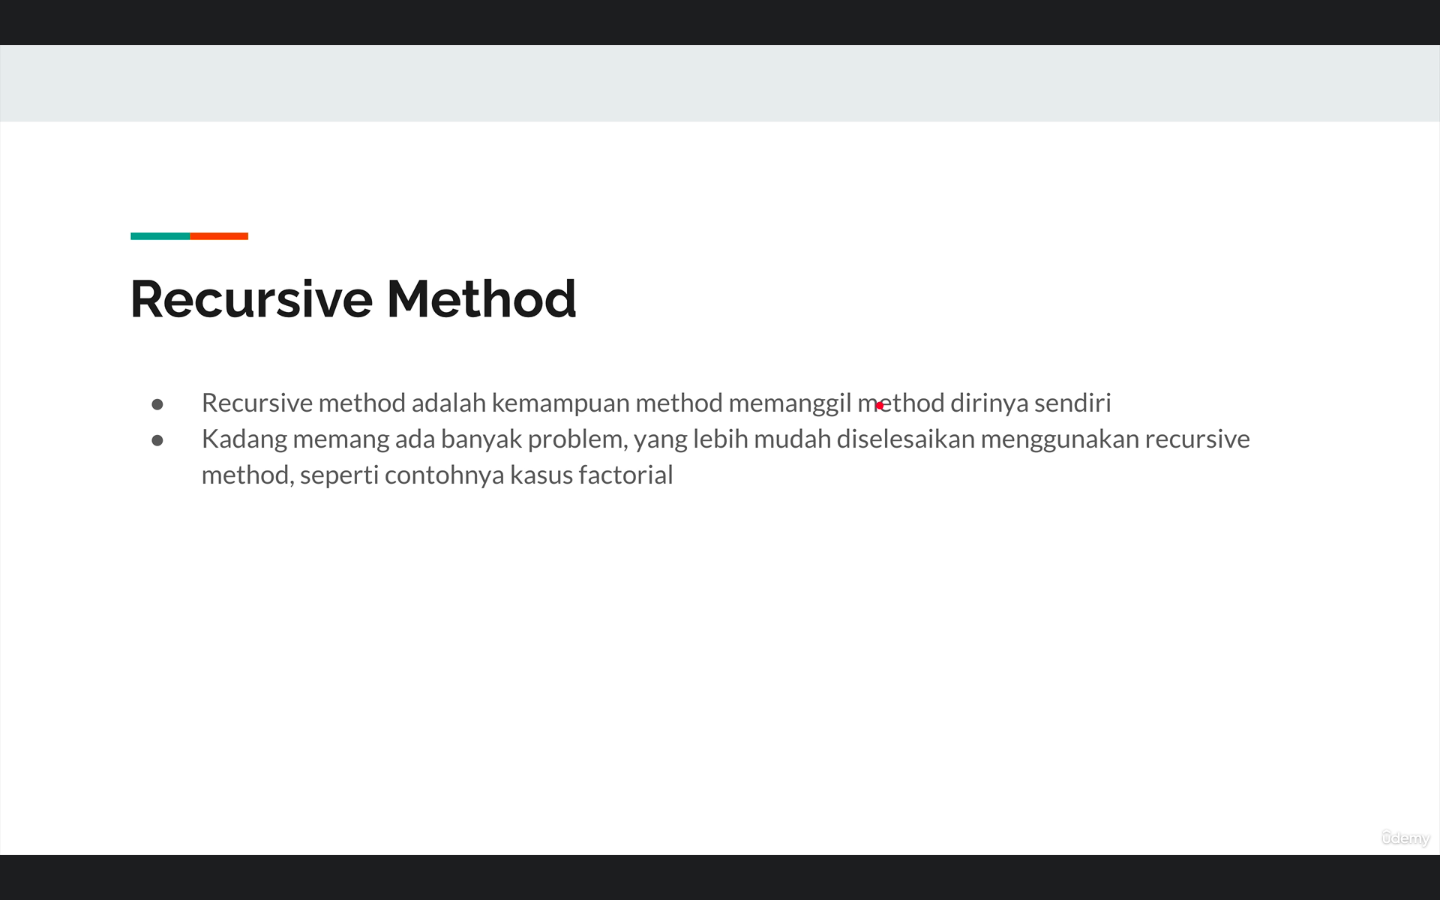 Recursive Method
● Recursive method adalah kemampuan method memanggil method dirinya sendiri
● Kadang memang ada banyak problem, yang lebih mudah diselesaikan menggunakan recursive
method, seperti contohnya kasus factorial
ûdemy